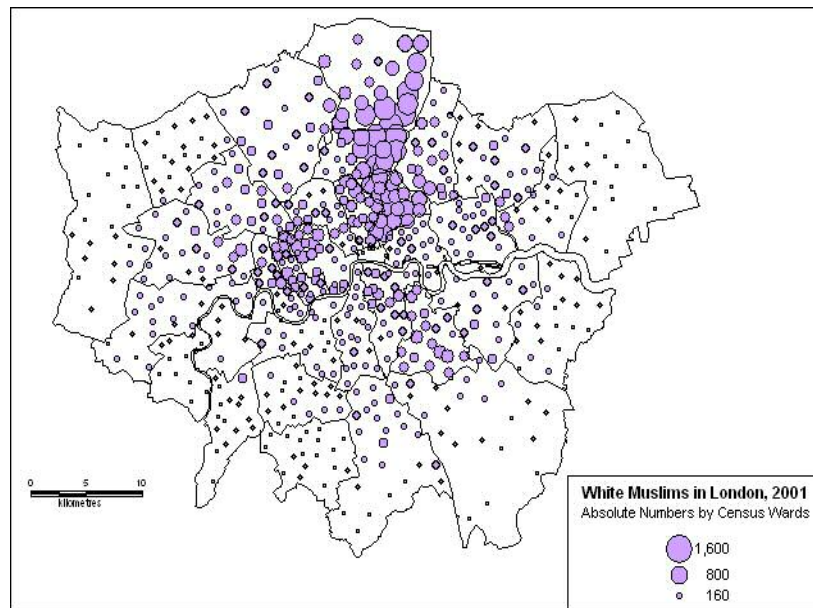 0 5 10
kilometres
White Muslims in London, 2001
Absolute Numbers by Census Wards
1,600
800
160